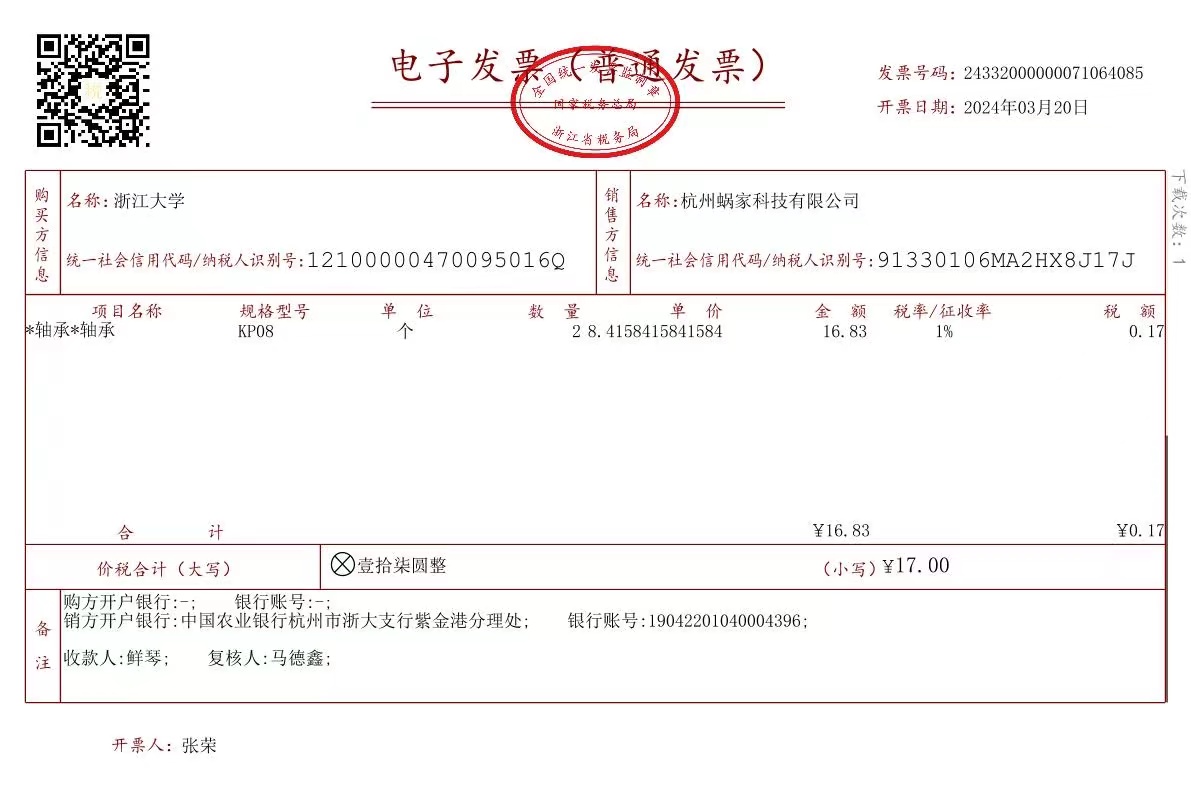 电子发票（普通发票）
全国统一发票监制章
国家税务总局
浙江省税务局
发票号码：24332000000071064085
开票日期：2024年03月20日
下载次数：1
购买方信息
名称：浙江大学
统一社会信用代码/纳税人识别号：12100000470095016Q
销售方信息
名称：杭州蜗家科技有限公司
统一社会信用代码/纳税人识别号：91330106MA2HX8J17J
项目名称 规格型号 单位 数量 单价 金额 税率/征收率 税额
*轴承*轴承 KP08 个 2 8.4158415841584 16.83 1% 0.17
合计 ¥16.83 ¥0.17
价税合计（大写） ⊗壹拾柒圆整 （小写）¥17.00
备注
购方开户银行:-; 银行账号:-;
销方开户银行:中国农业银行杭州市浙大支行紫金港分理处; 银行账号:19042201040004396;
收款人:鲜琴; 复核人:马德鑫;
开票人：张荣